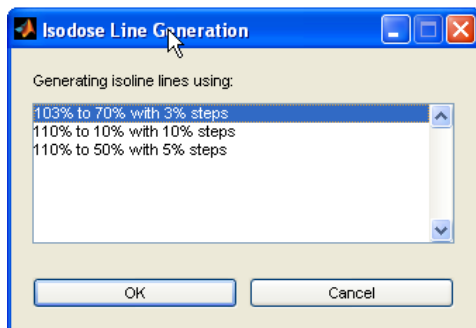 Isodose Line Generation
Generating isoline lines using:
103% to 70% with 3% steps
110% to 10% with 10% steps
110% to 50% with 5% steps
OK
Cancel